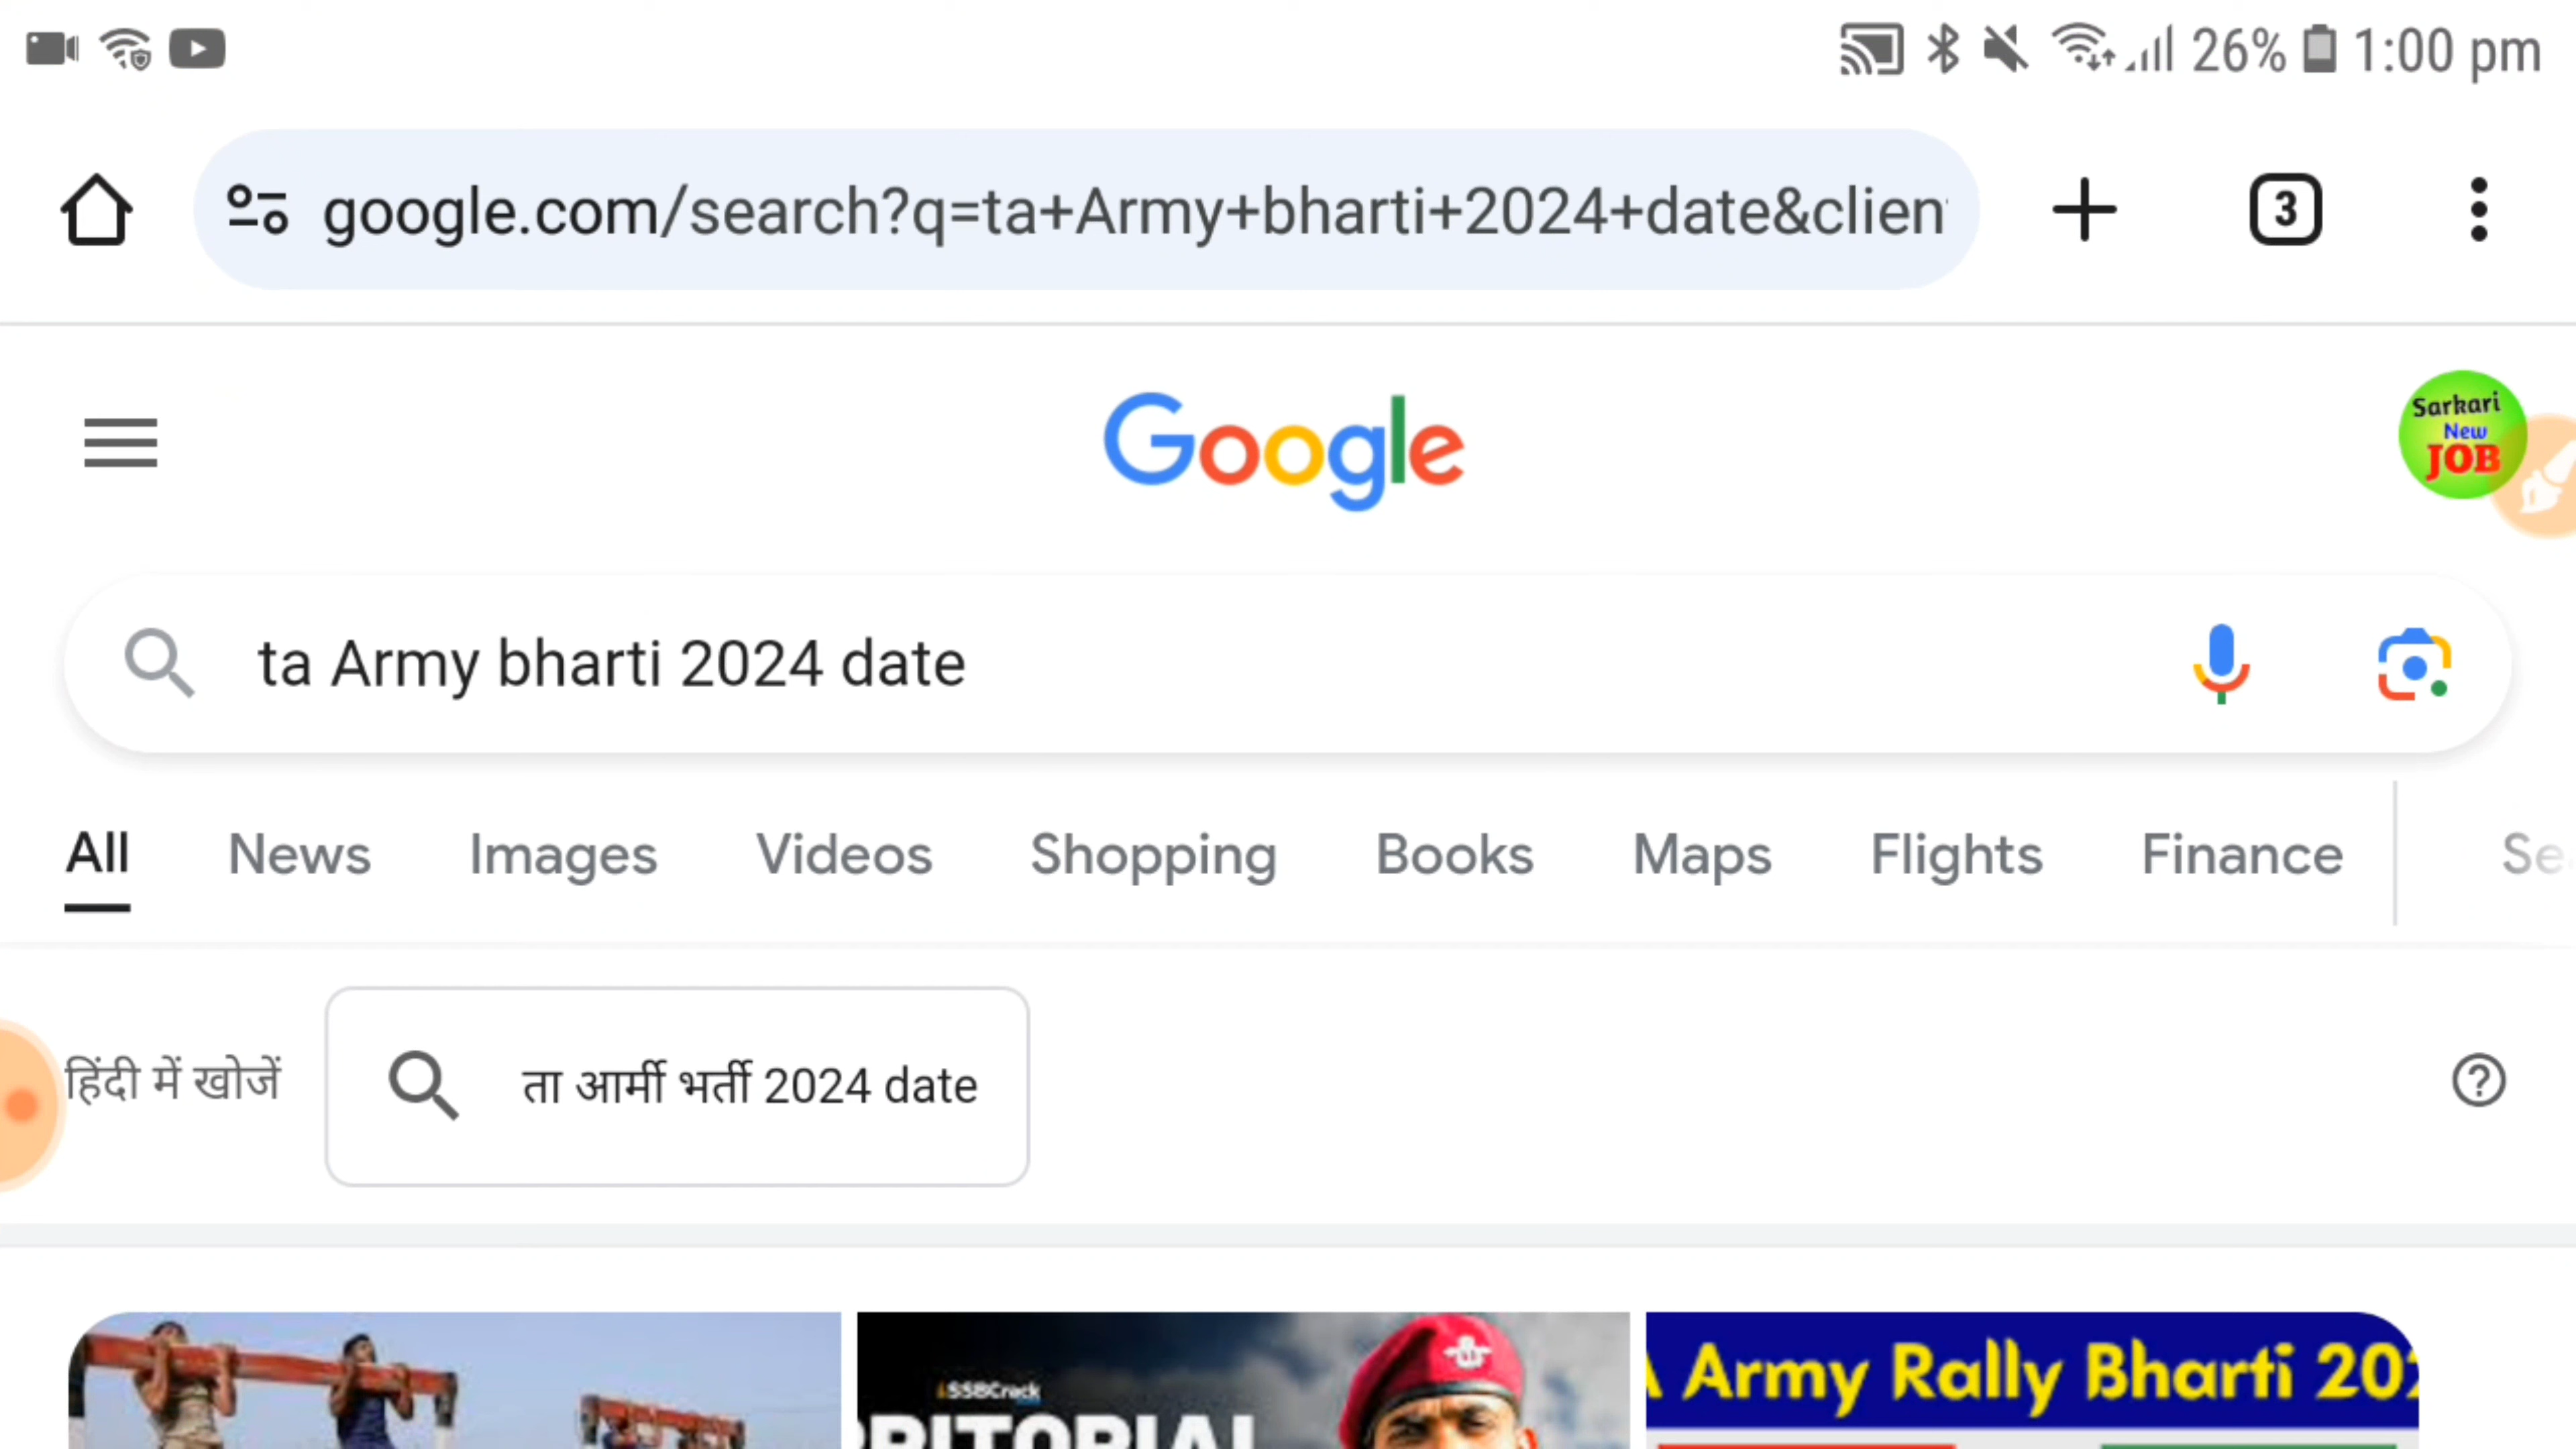 26% 1:00 pm
google.com/search?q=ta+Army+bharti+2024+date&clien
3
Google
Sarkari
New
JOB
ta Army bharti 2024 date
All News Images Videos Shopping Books Maps Flights Finance
हिंदी में खोजें
ता आर्मी भर्ती 2024 date
SSBCrack
Army Rally Bharti 202